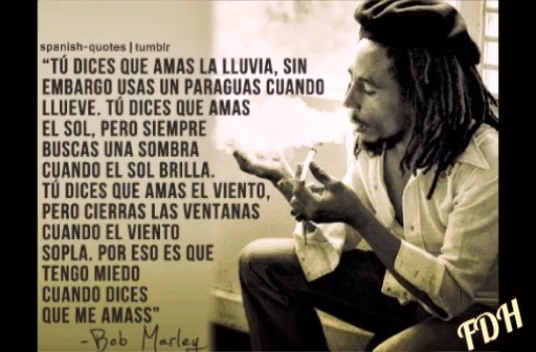 spanish-quotes | tumblr
"TÚ DICES QUE AMAS LA LLUVIA, SIN
EMBARGO USAS UN PARAGUAS CUANDO
LLUEVE. TÚ DICES QUE AMAS
EL SOL, PERO SIEMPRE
BUSCAS UNA SOMBRA
CUANDO EL SOL BRILLA.
TÚ DICES QUE AMAS EL VIENTO,
PERO CIERRAS LAS VENTANAS
CUANDO EL VIENTO
SOPLA. POR ESO ES QUE
TENGO MIEDO
CUANDO DICES
QUE ME AMASS"
-Bob Marley
FDH